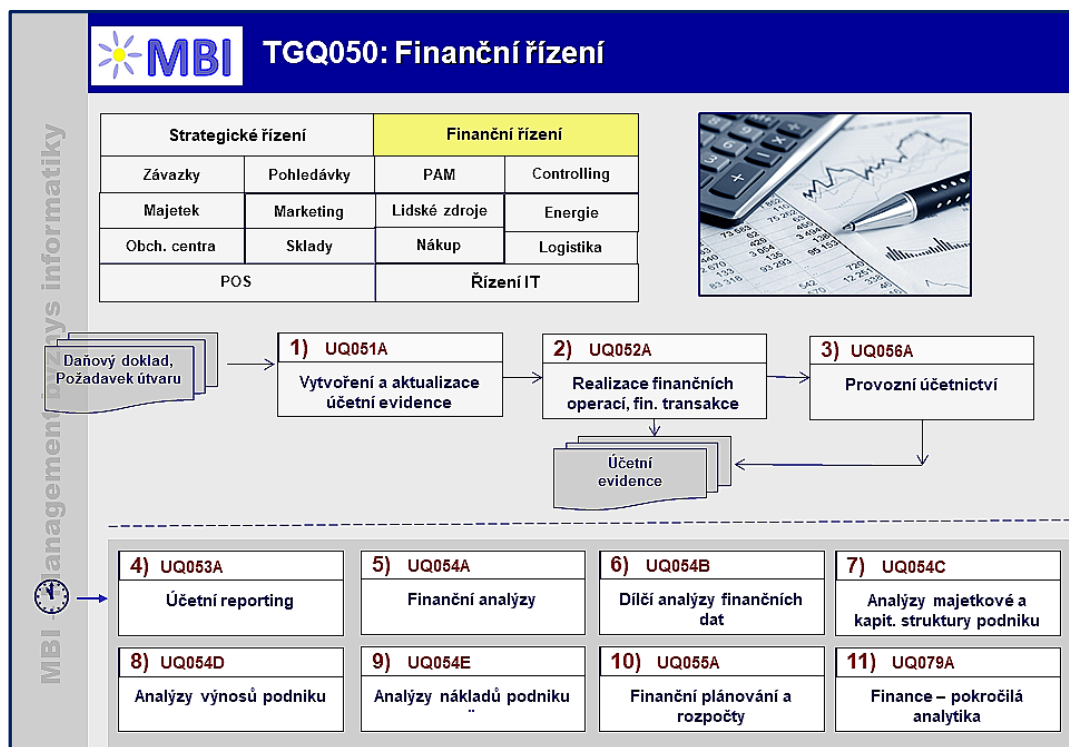 MBI
TGQ050: Finanční řízení
Strategické řízení
Finanční řízení
Závazky
Pohledávky
PAM
Controlling
Majetek
Marketing
Lidské zdroje
Energie
Obch. centra
Sklady
Nákup
Logistika
POS
Řízení IT
Daňový doklad,
Požadavek útvaru
1) UQ051A
Vytvoření a aktualizace
účetní evidence
2) UQ052A
Realizace finančních
operací, fin. transakce
3) UQ056A
Provozní účetnictví
Účetní
evidence
4) UQ053A
Účetní reporting
5) UQ054A
Finanční analýzy
6) UQ054B
Dílčí analýzy finančních
dat
7) UQ054C
Analýzy majetkové a
kapit. struktury podniku
8) UQ054D
Analýzy výnosů podniku
9) UQ054E
Analýzy nákladů podniku
10) UQ055A
Finanční plánování a
rozpočty
11) UQ079A
Finance – pokročilá
analytika
MBI - Management byznys informatiky